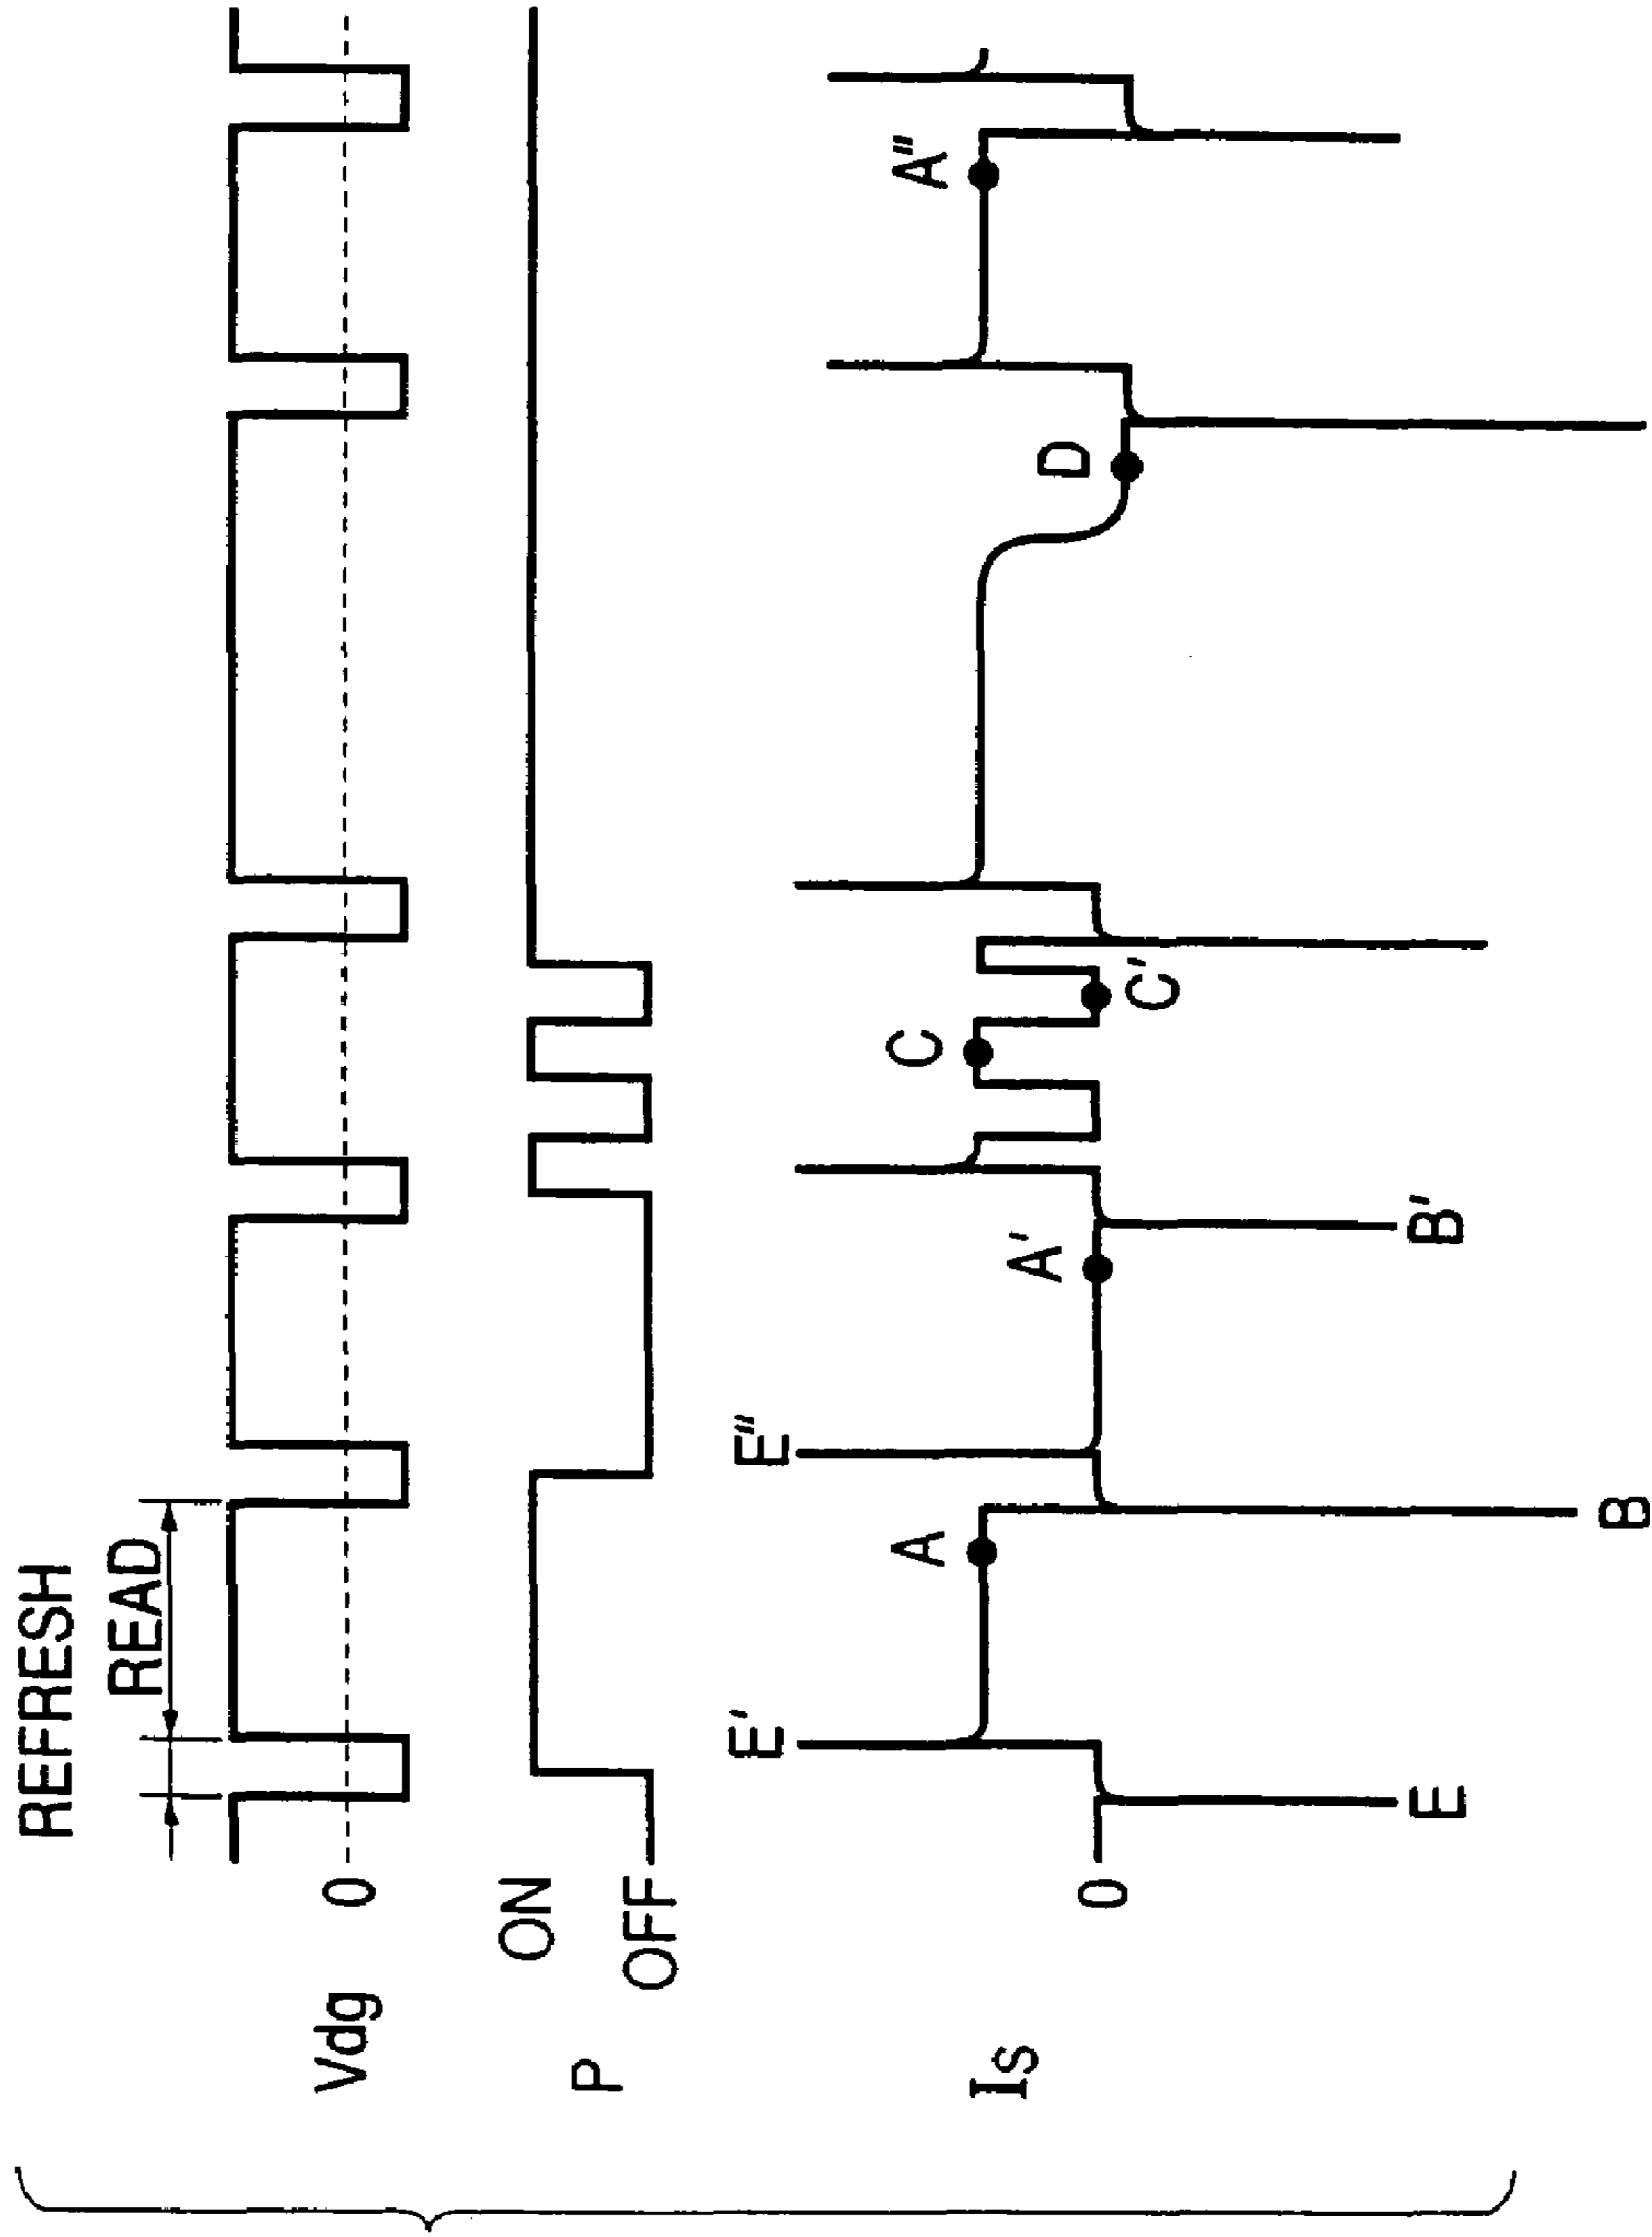 REFRESH
READ
Vdg
0
P
ON
OFF
Is
0
E
E'
A
B
E"
A'
B'
C
C'
D
A"